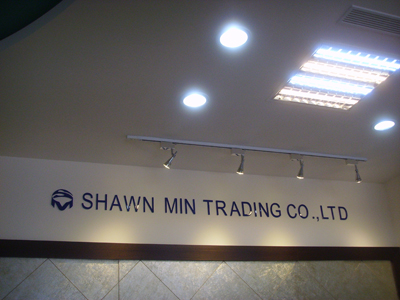 SHAWN MIN TRADING CO.,LTD